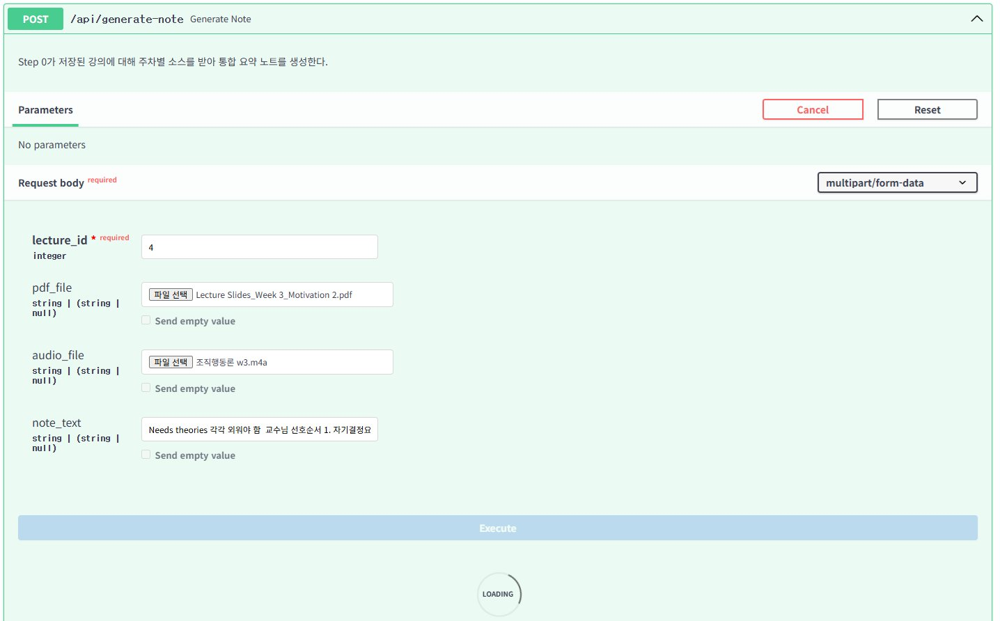 POST /api/generate-note Generate Note
Step 0가 저장된 강의에 대해 주차별 소스를 받아 통합 요약 노트를 생성한다.
Parameters
Cancel
Reset
No parameters
Request body required
multipart/form-data
lecture_id * required
integer
4
pdf_file
string | (string |
null)
파일 선택 Lecture Slides_Week 3_Motivation 2.pdf
Send empty value
audio_file
string | (string |
null)
파일 선택 조직행동론 w3.m4a
Send empty value
note_text
string | (string |
null)
Needs theories 각각 외워야 함 교수님 선호순서 1. 자기결정요
Send empty value
Execute
LOADING